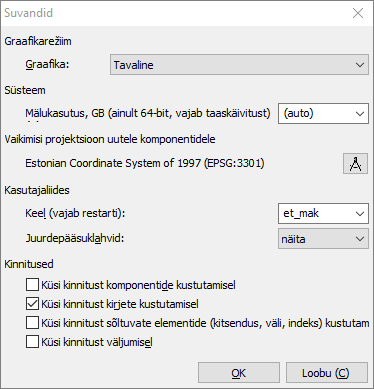 Suvandid
Graafikarežiim
Graafika:
Tavaline
Süsteem
Mälukasutus, GB (ainult 64-bit, vajab taaskäivitust)
(auto)
Vaikimisi projektsioon uutele komponentidele
Estonian Coordinate System of 1997 (EPSG:3301)
Kasutajaliides
Keel (vajab restarti):
et_mak
Juurdepääsuklahvid:
näita
Kinnitused
Küsi kinnitust komponentide kustutamisel
Küsi kinnitust kirjete kustutamisel
Küsi kinnitust sõltuvate elementide (kitsendus, väli, indeks) kustutam
Küsi kinnitust väljumisel
OK
Loobu (C)